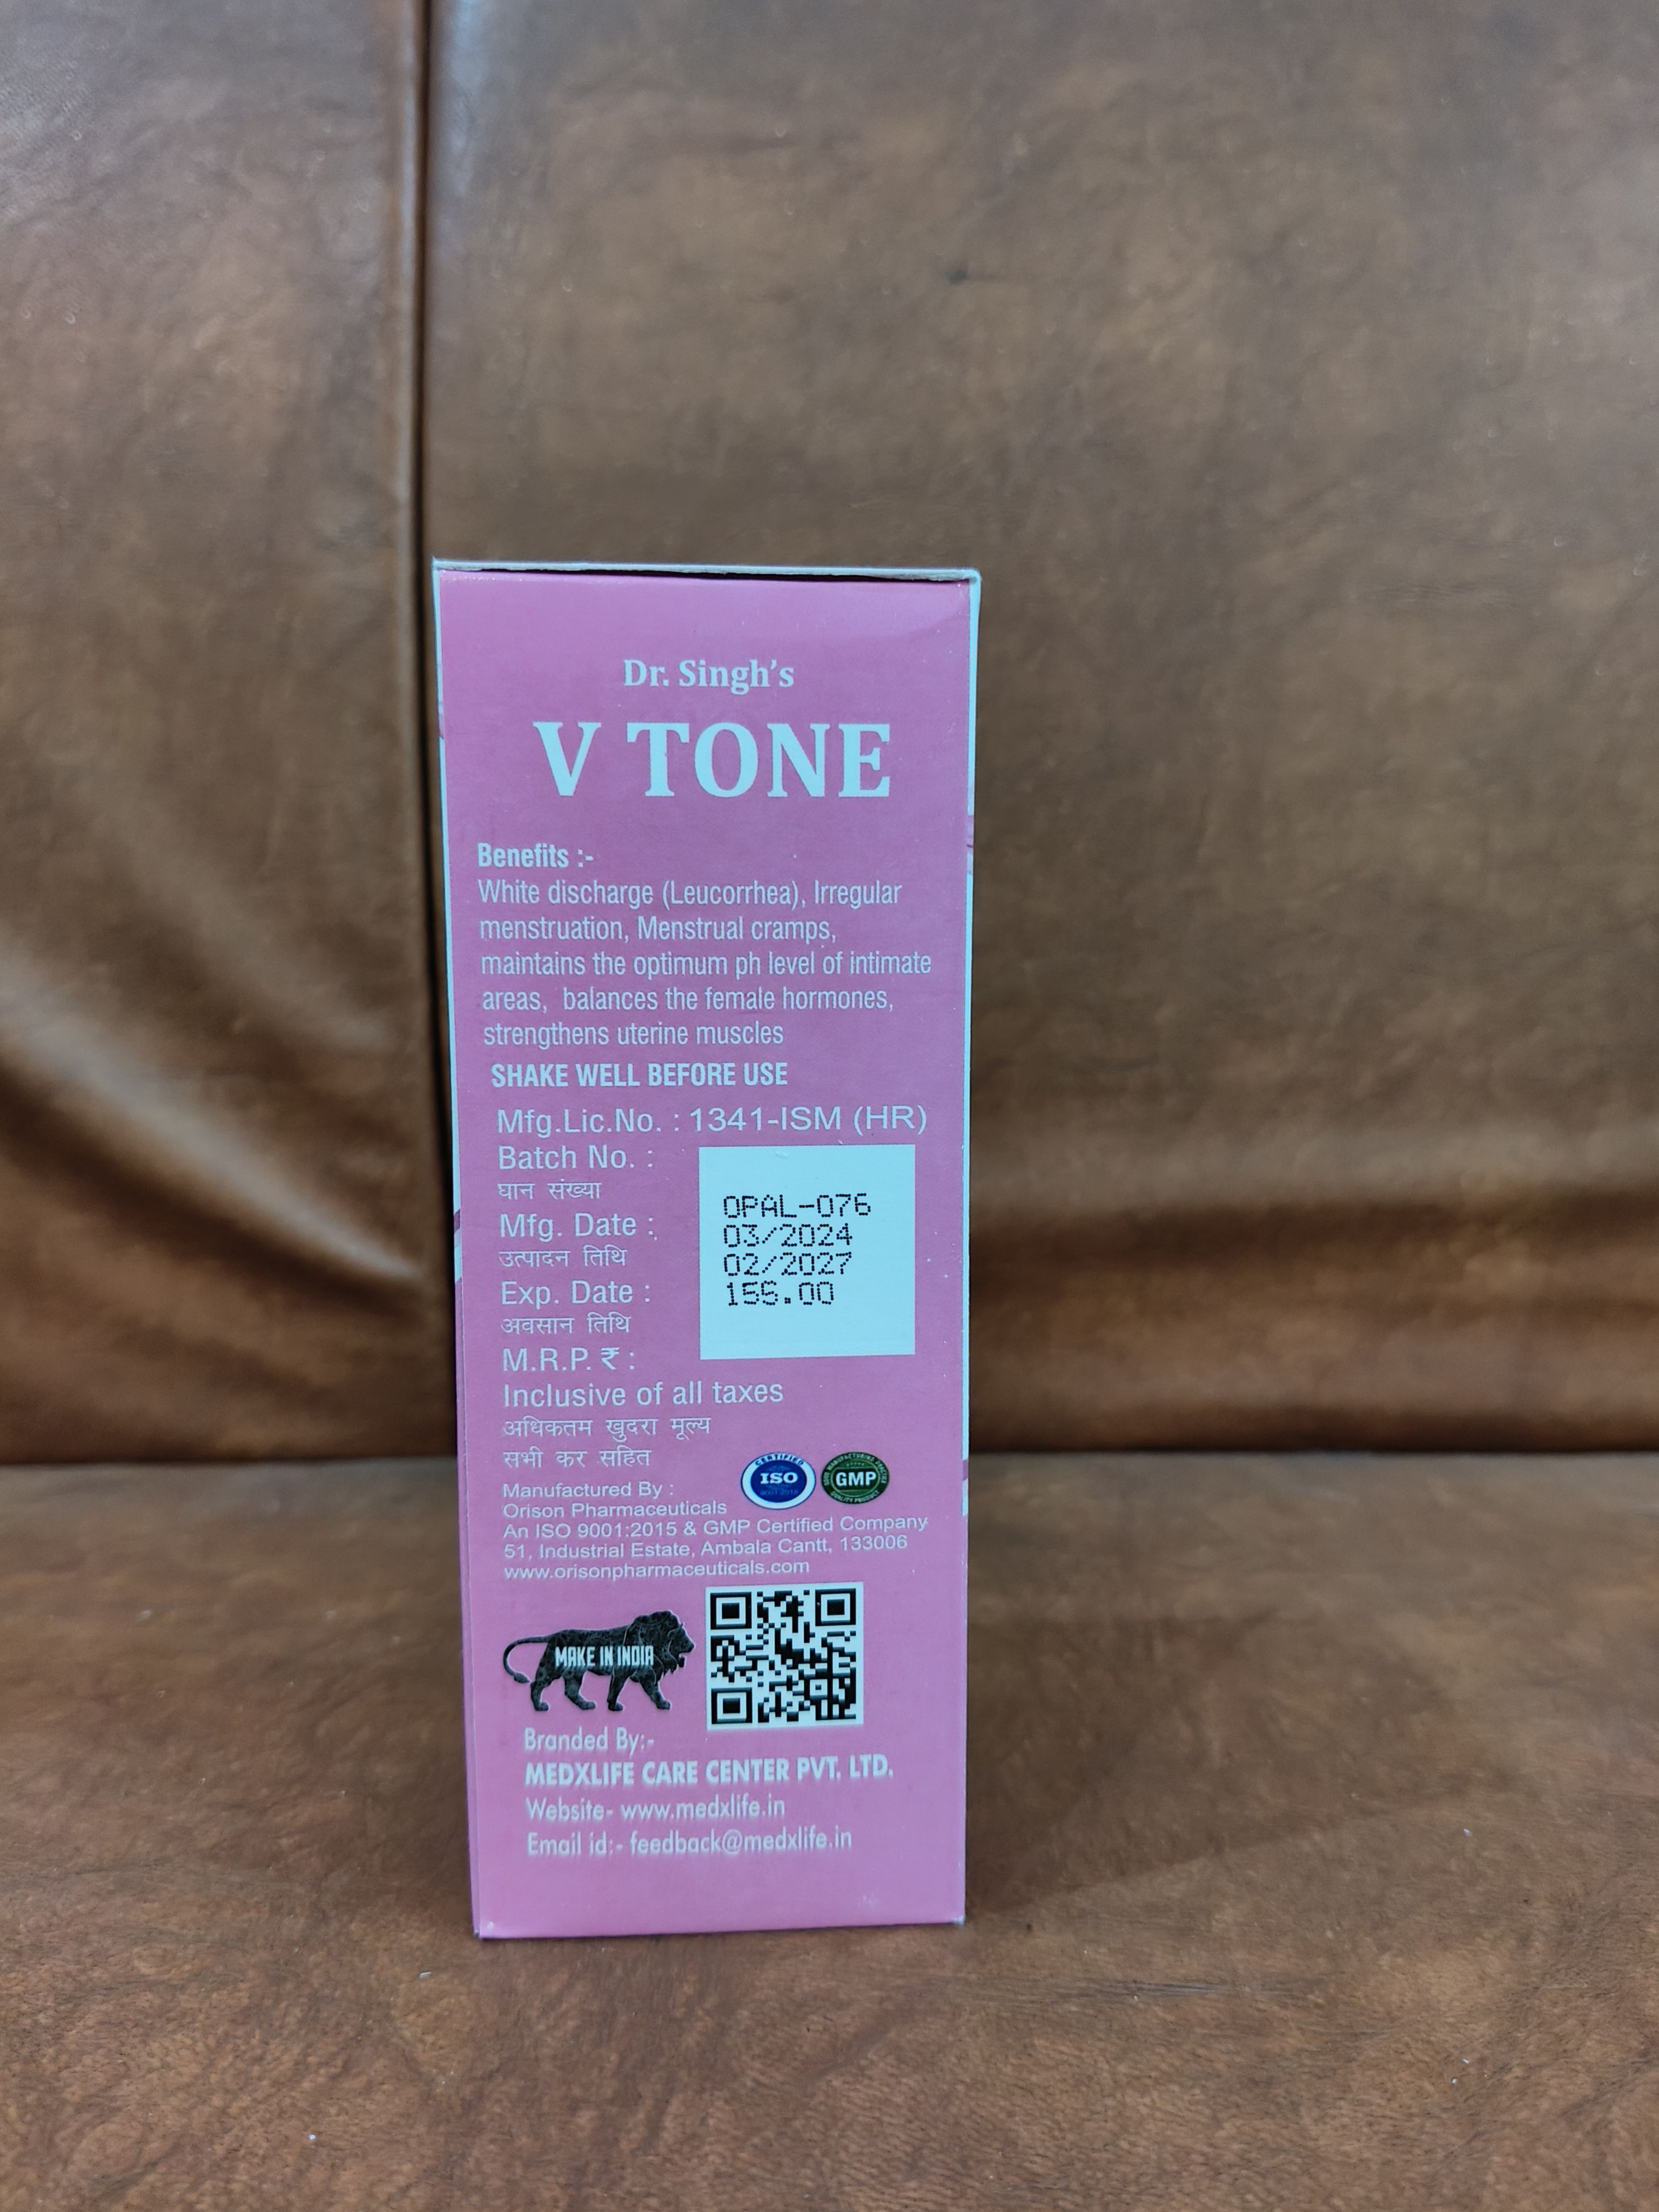 Dr. Singh's
V TONE
Benefits :-
White discharge (Leucorrhea), Irregular
menstruation, Menstrual cramps,
maintains the optimum ph level of intimate
areas, balances the female hormones,
strengthens uterine muscles
SHAKE WELL BEFORE USE
Mfg.Lic.No. : 1341-ISM (HR)
Batch No. :
घान संख्या
OPAL-076
Mfg. Date :
03/2024
उत्पादन तिथि
02/2027
Exp. Date :
अवसान तिथि
M.R.P. ₹ :
Inclusive of all taxes
अधिकतम खुदरा मूल्य
सभी कर सहित
CERTIFIED
ISO
GMP
Manufactured By :
Orison Pharmaceuticals
An ISO 9001:2015 & GMP Certified Company
51, Industrial Estate, Ambala Cantt, 133006
www.orisonpharmaceuticals.com
MAKE IN INDIA
Branded By:-
MEDXLIFE CARE CENTER PVT. LTD.
Website- www.medxlife.in
Email id:- feedback@medxlife.in